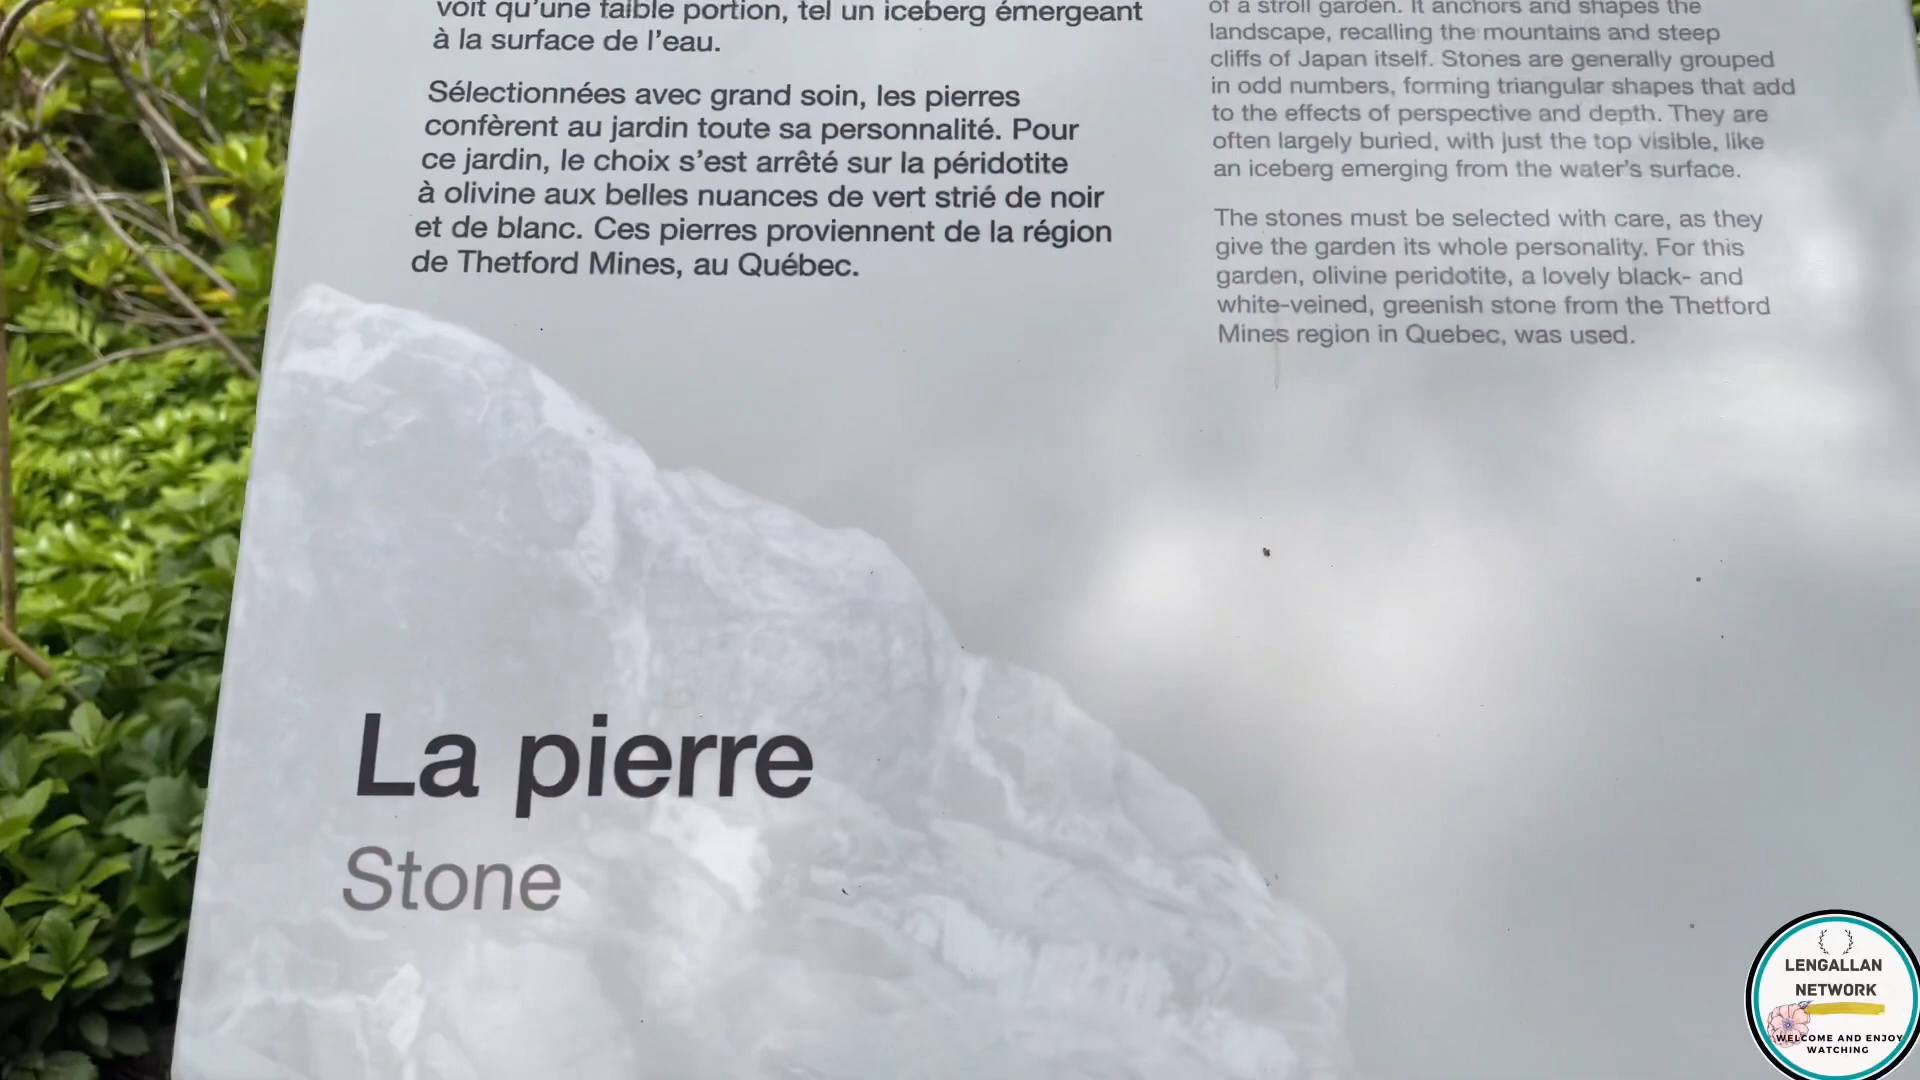 voit qu'une faible portion, tel un iceberg émergeant
à la surface de l'eau.
Sélectionnées avec grand soin, les pierres
confèrent au jardin toute sa personnalité. Pour
ce jardin, le choix s'est arrêté sur la péridotite
à olivine aux belles nuances de vert strié de noir
et de blanc. Ces pierres proviennent de la région
de Thetford Mines, au Québec.
of a stroll garden. It anchors and shapes the
landscape, recalling the mountains and steep
cliffs of Japan itself. Stones are generally grouped
in odd numbers, forming triangular shapes that add
to the effects of perspective and depth. They are
often largely buried, with just the top visible, like
an iceberg emerging from the water's surface.
The stones must be selected with care, as they
give the garden its whole personality. For this
garden, olivine peridotite, a lovely black- and
white-veined, greenish stone from the Thetford
Mines region in Quebec, was used.
La pierre
Stone
LENGALLAN
NETWORK
WELCOME AND ENJOY
WATCHING